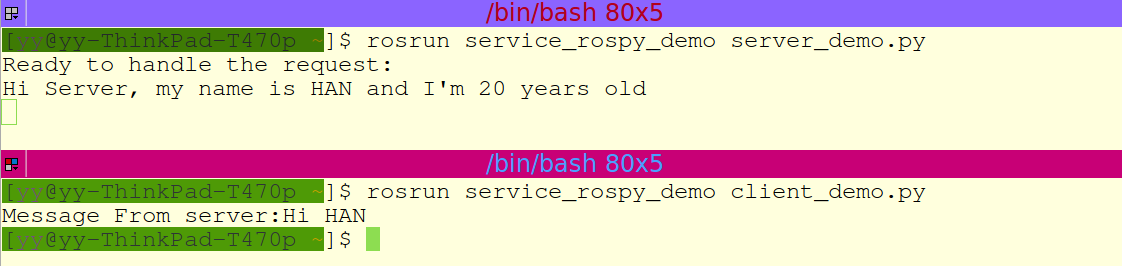 /bin/bash 80x5
[yy@yy-ThinkPad-T470p ~]$ rosrun service_rospy_demo server_demo.py
Ready to handle the request:
Hi Server, my name is HAN and I'm 20 years old
/bin/bash 80x5
[yy@yy-ThinkPad-T470p ~]$ rosrun service_rospy_demo client_demo.py
Message From server:Hi HAN
[yy@yy-ThinkPad-T470p ~]$